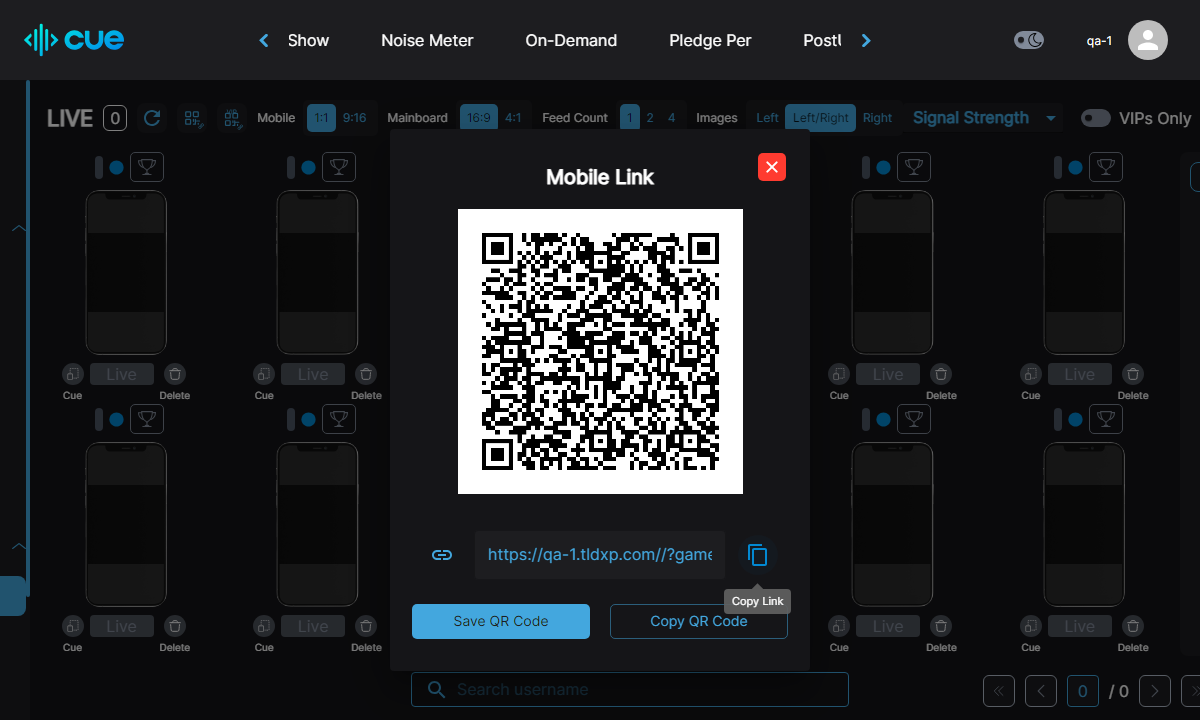 cue
Show
Noise Meter
On-Demand
Pledge Per
PostU
qa-1
LIVE 0
Mobile 1:1 9:16
Mainboard 16:9 4:1
Feed Count 1 2 4
Images Left Left/Right Right
Signal Strength
VIPs Only
Mobile Link
Live Live Live Live
Cue Delete Cue Delete Cue Delete Cue Delete
https://qa-1.tldxp.com//?game
Copy Link
Save QR Code
Copy QR Code
Live Live Live Live
Cue Delete Cue Delete Cue Delete Cue Delete
Search username
0 / 0